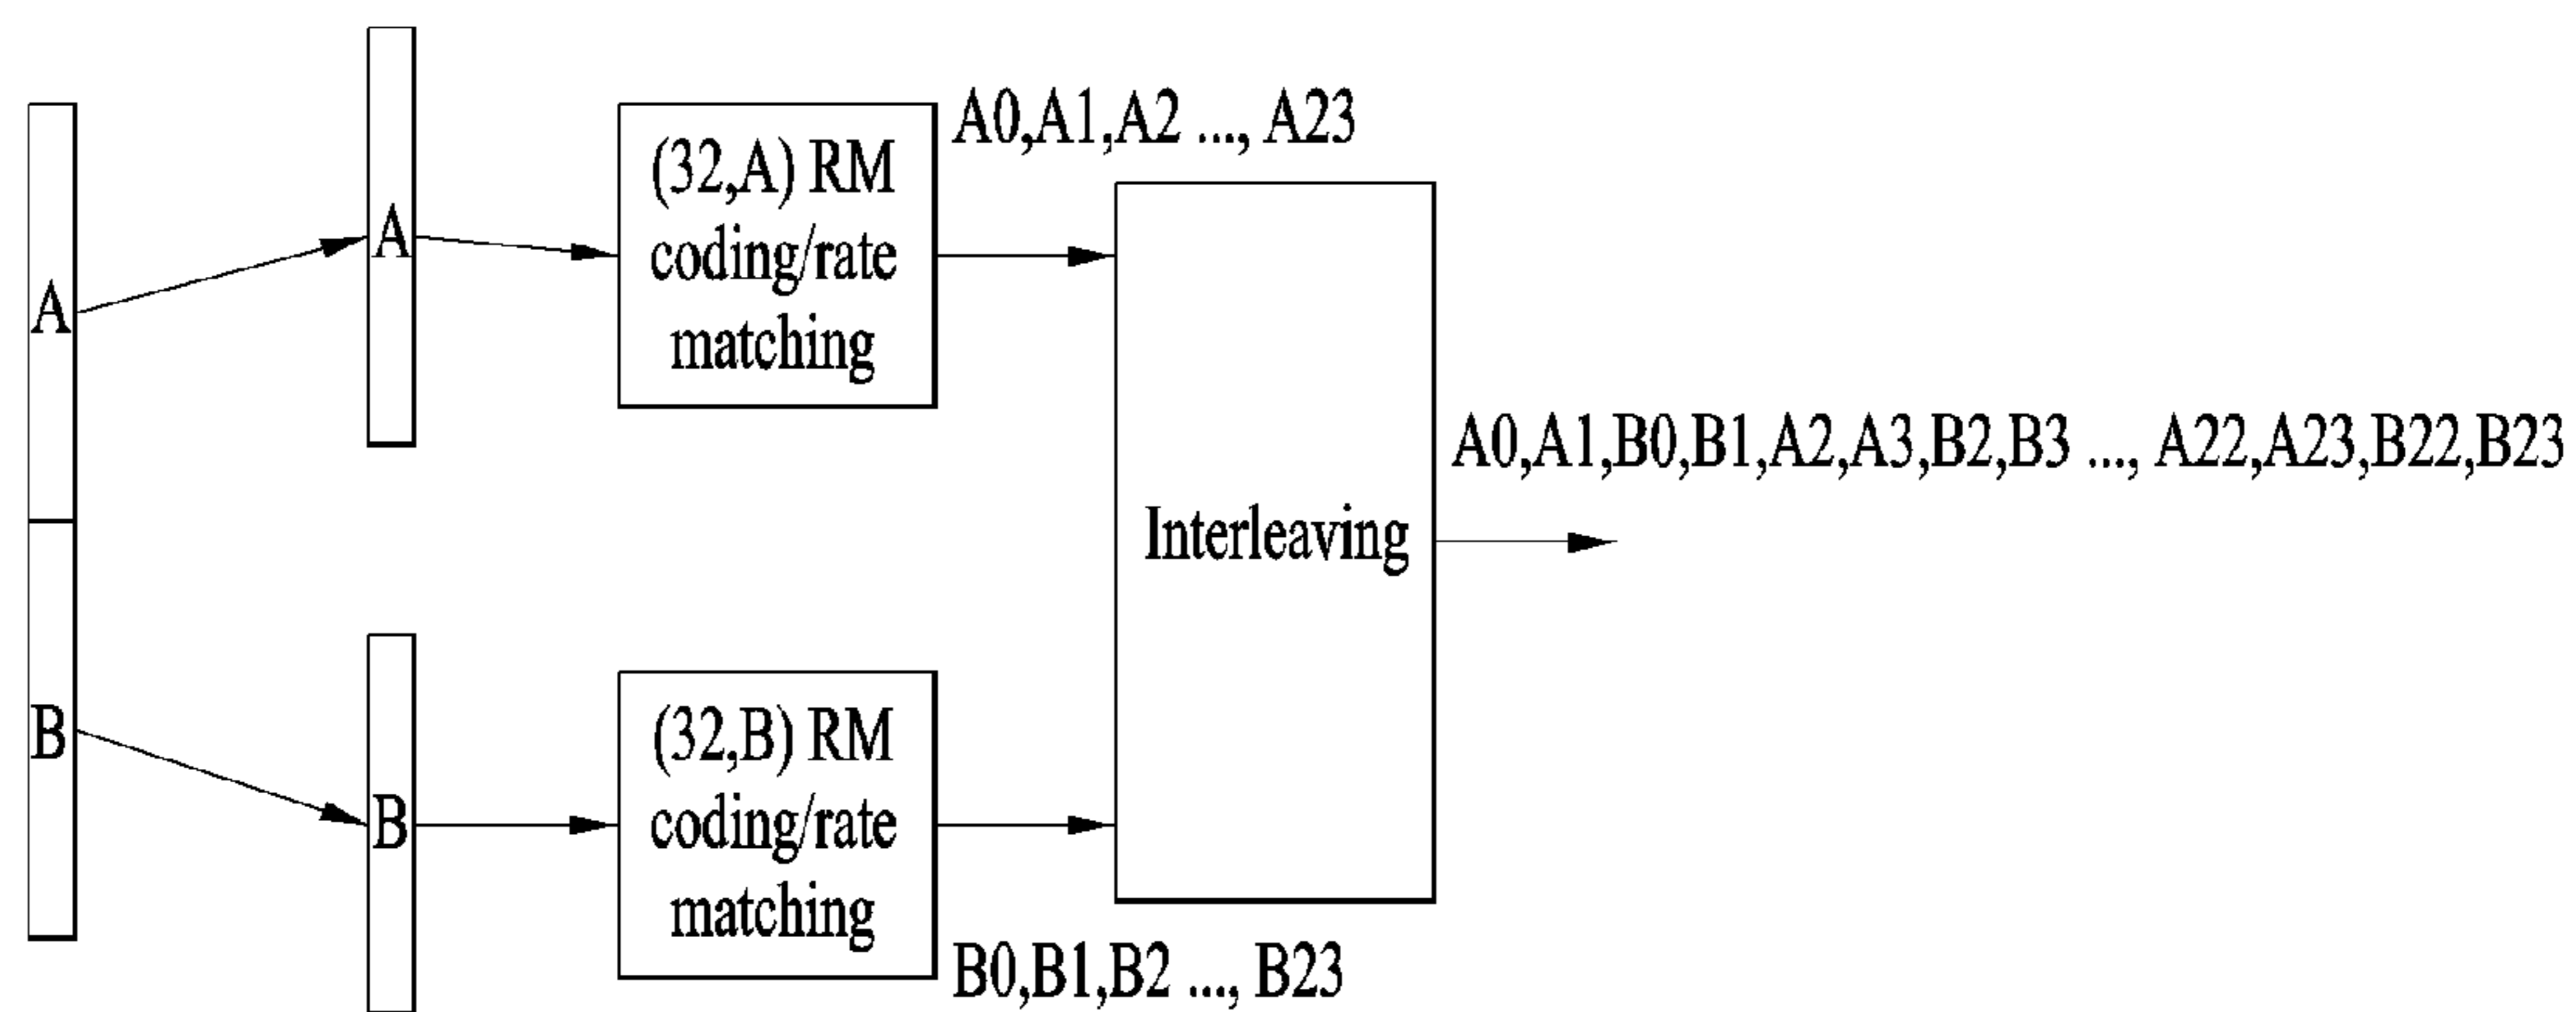 A
B
A
B
(32,A) RM
coding/rate
matching
A0,A1,A2 ..., A23
(32,B) RM
coding/rate
matching
B0,B1,B2 ..., B23
Interleaving
A0,A1,B0,B1,A2,A3,B2,B3 ..., A22,A23,B22,B23